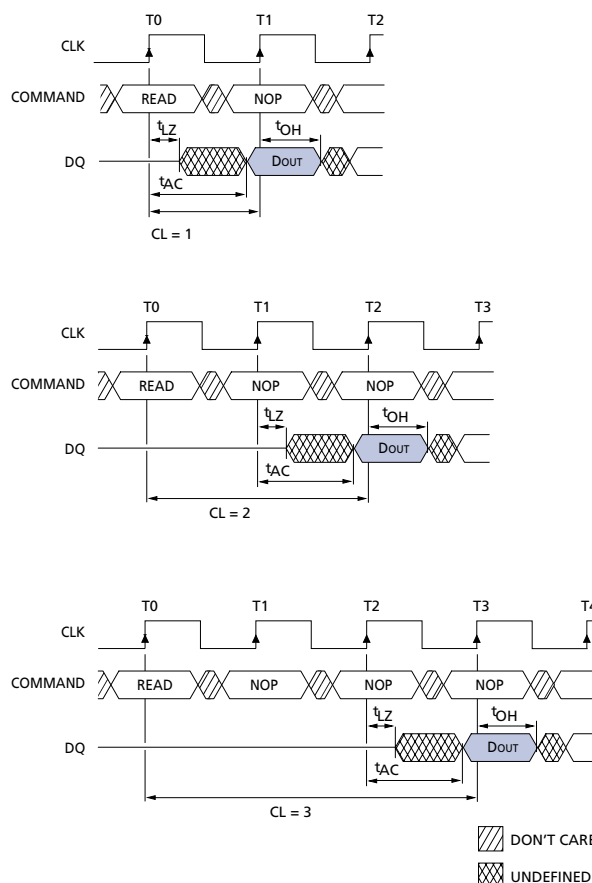 T0 T1 T2
CLK
COMMAND READ NOP
tLZ tOH
DQ DOUT
tAC
CL = 1
T0 T1 T2 T3
CLK
COMMAND READ NOP NOP
tLZ tOH
DQ DOUT
tAC
CL = 2
T0 T1 T2 T3 T4
CLK
COMMAND READ NOP NOP NOP
tLZ tOH
DQ DOUT
tAC
CL = 3
DON'T CARE
UNDEFINED